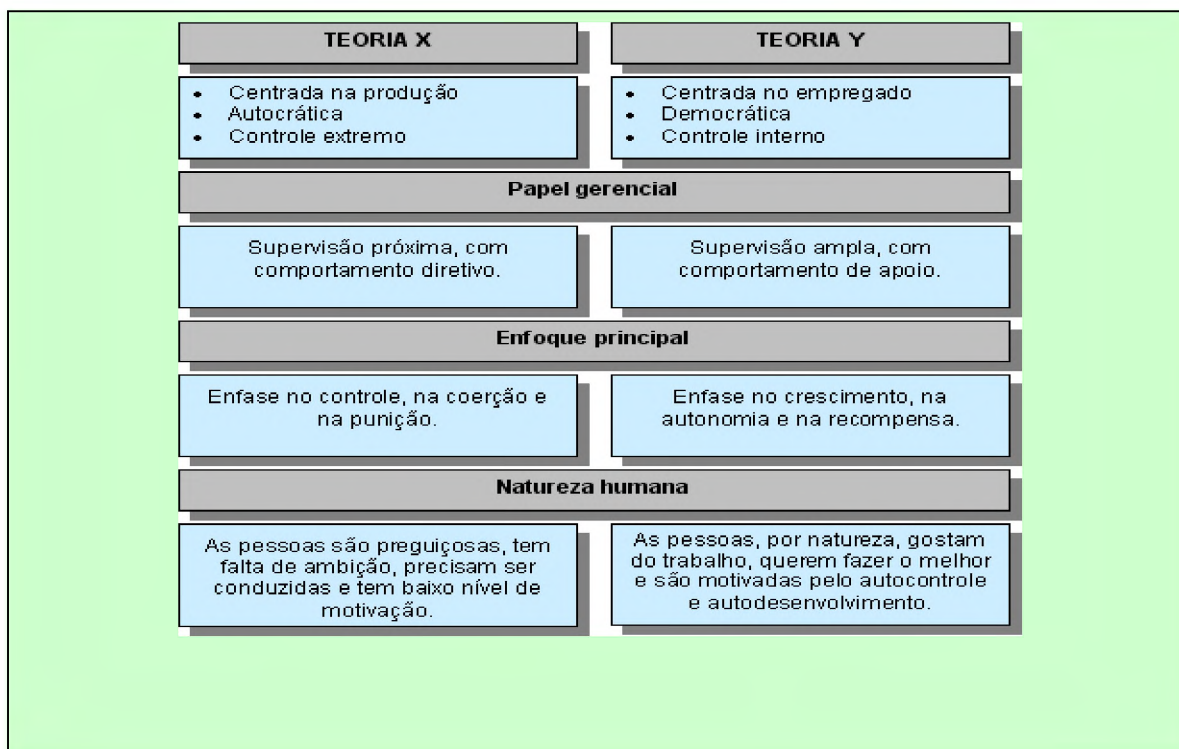 TEORIA X
TEORIA Y
• Centrada na produção
• Autocrática
• Controle extremo
• Centrada no empregado
• Democrática
• Controle interno
Papel gerencial
Supervisão próxima, com
comportamento diretivo.
Supervisão ampla, com
comportamento de apoio.
Enfoque principal
Enfase no controle, na coerção e
na punição.
Enfase no crescimento, na
autonomia e na recompensa.
Natureza humana
As pessoas são preguiçosas, tem
falta de ambição, precisam ser
conduzidas e tem baixo nível de
motivação.
As pessoas, por natureza, gostam
do trabalho, querem fazer o melhor
e são motivadas pelo autocontrole
e autodesenvolvimento.